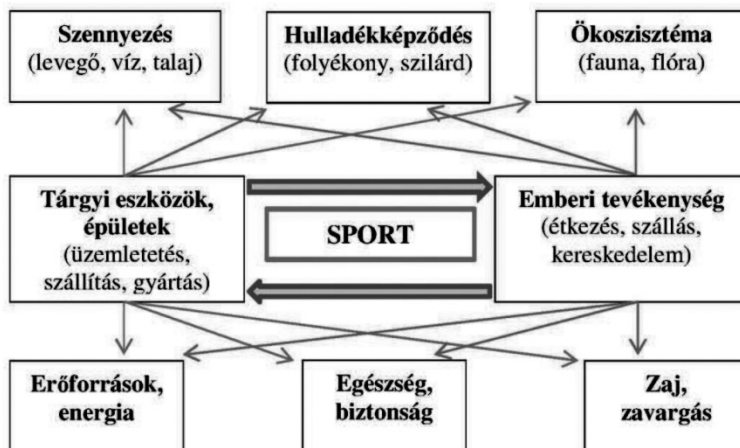 Szennyezés
(levegő, víz, talaj)
Hulladékképződés
(folyékony, szilárd)
Ökoszisztéma
(fauna, flóra)
Tárgyi eszközök,
épületek
(üzemletetés,
szállítás, gyártás)
SPORT
Emberi tevékenység
(étkezés, szállás,
kereskedelem)
Erőforrások,
energia
Egészség,
biztonság
Zaj,
zavargás